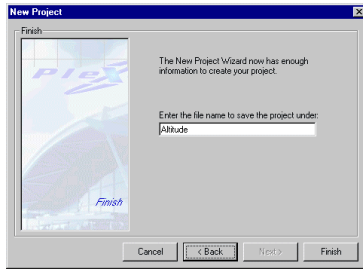 New Project
Finish
Plex
The New Project Wizard now has enough
information to create your project.
Enter the file name to save the project under:
Altitude
Finish
Cancel
< Back
Next >
Finish